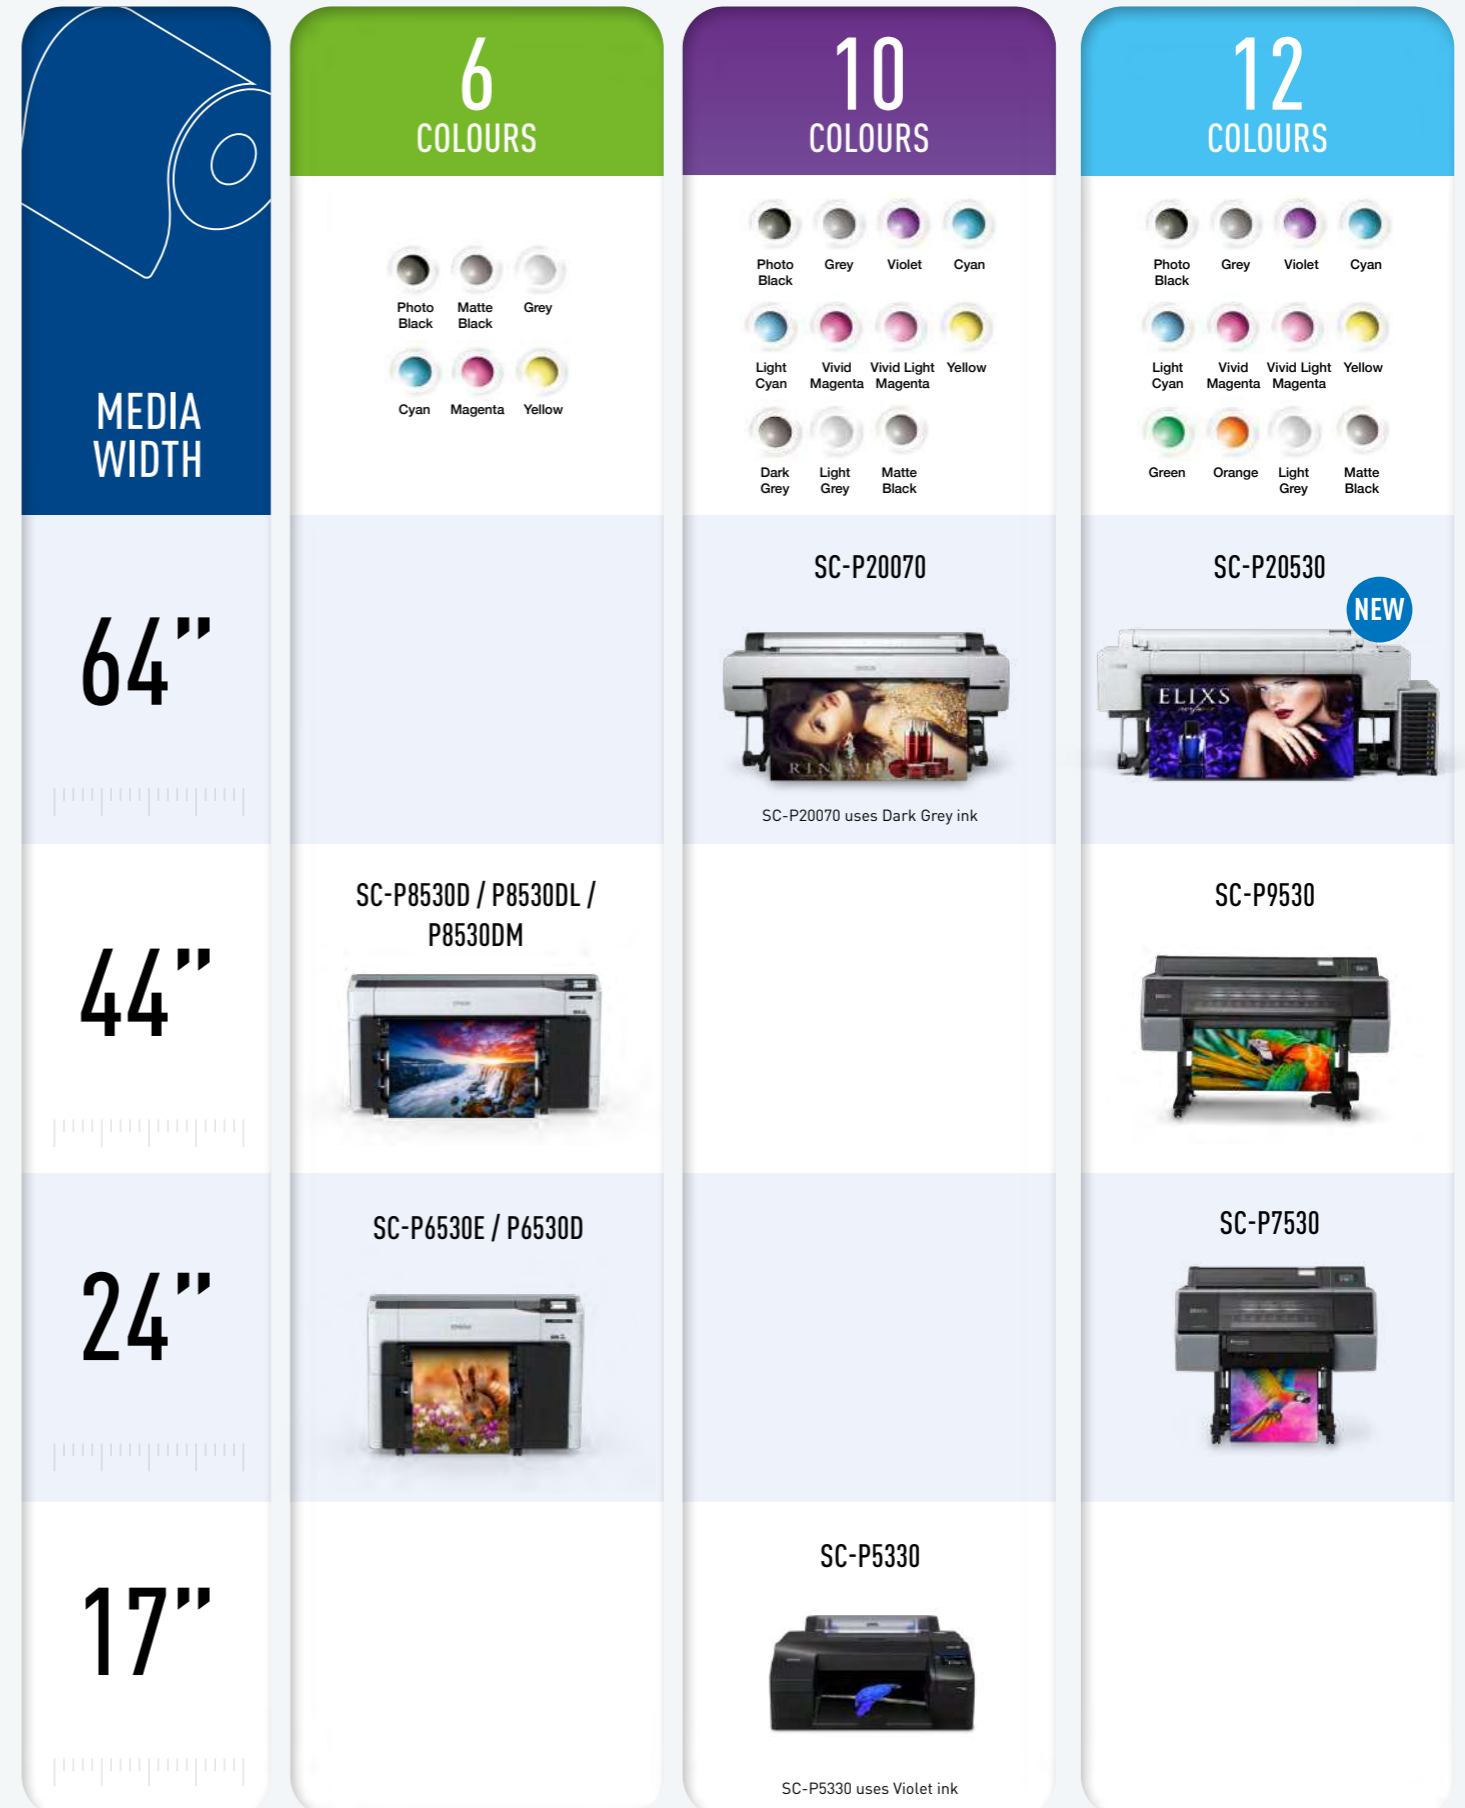 6
COLOURS
10
COLOURS
12
COLOURS
MEDIA
WIDTH
Photo Black
Matte Black
Grey
Cyan
Magenta
Yellow
Photo Black
Grey
Violet
Cyan
Light Cyan
Vivid Magenta
Vivid Light Magenta
Yellow
Dark Grey
Light Grey
Matte Black
Photo Black
Grey
Violet
Cyan
Light Cyan
Vivid Magenta
Vivid Light Magenta
Yellow
Green
Orange
Light Grey
Matte Black
64”
SC-P20070
RINIVI
SC-P20070 uses Dark Grey ink
SC-P20530
NEW
ELIXS
44”
SC-P8530D / P8530DL /
P8530DM
SC-P9530
24”
SC-P6530E / P6530D
SC-P7530
17”
SC-P5330
SC-P5330 uses Violet ink